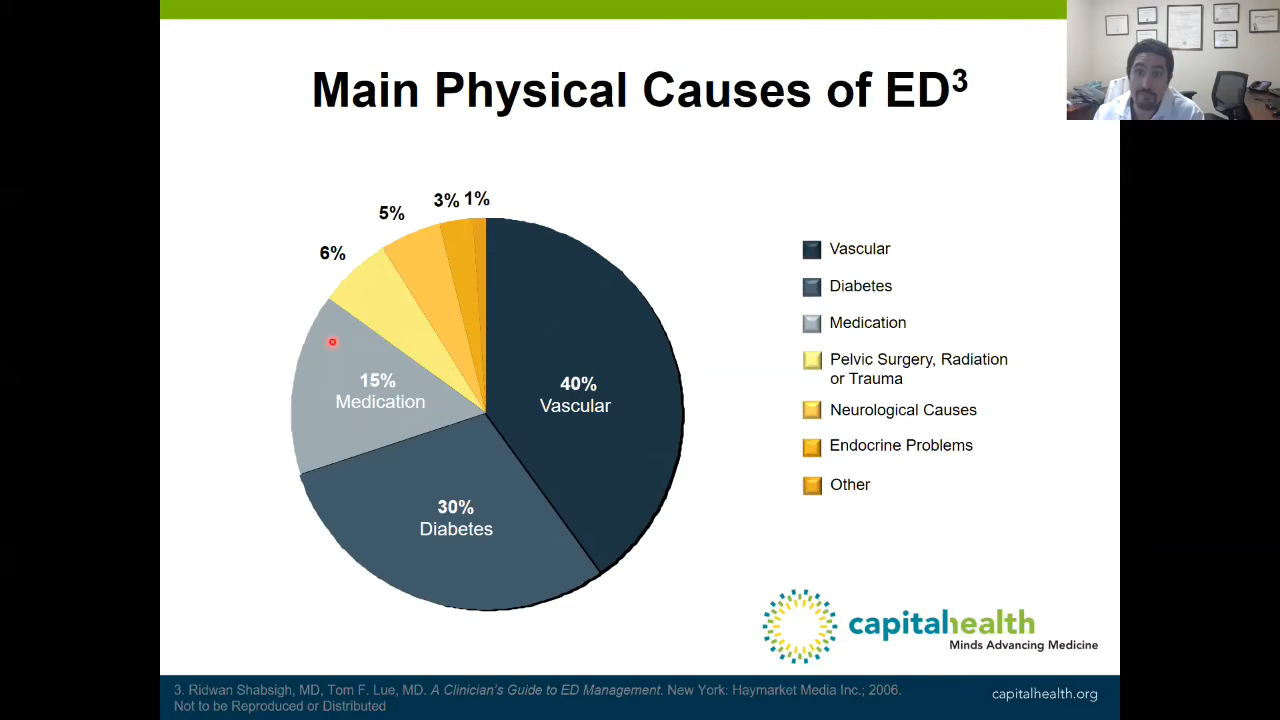 Main Physical Causes of ED³
1%
3%
5%
6%
15%
Medication
40%
Vascular
30%
Diabetes
Vascular
Diabetes
Medication
Pelvic Surgery, Radiation
or Trauma
Neurological Causes
Endocrine Problems
Other
capitalhealth
Minds Advancing Medicine
3. Ridwan Shabsigh, MD, Tom F. Lue, MD. A Clinician's Guide to ED Management. New York: Haymarket Media Inc.; 2006.
Not to be Reproduced or Distributed
capitalhealth.org